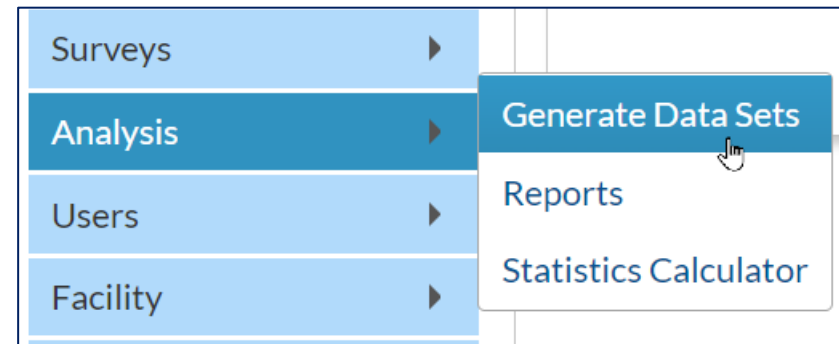 Surveys
Analysis
Users
Facility
Generate Data Sets
Reports
Statistics Calculator